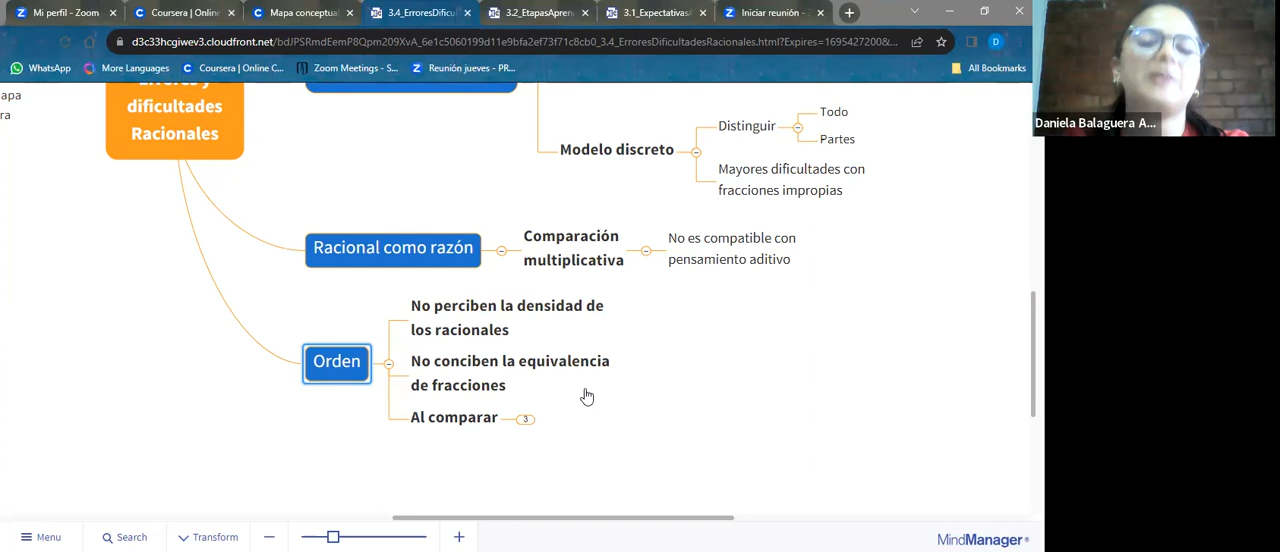 Mi perfil - Zoom
Coursera | Online
Mapa conceptual
3.4_ErroresDificu
3.2_EtapasApren
3.1_Expectativas
Iniciar reunión -
d3c33hcgiwev3.cloudfront.net/bdJPSRmdEemP8Qpm209XvA_6e1c5060199d11e9bfa2ef73f71c8cb0_3.4_ErroresDificultadesRacionales.html?Expires=1695427200&...
WhatsApp
More Languages
Coursera | Online C...
Zoom Meetings - S...
Reunión jueves - PR...
All Bookmarks
Daniela Balaguera A...
apa
ra
Errores y
dificultades
Racionales
Modelo discreto
Distinguir
Todo
Partes
Mayores dificultades con
fracciones impropias
Racional como razón
Comparación
multiplicativa
No es compatible con
pensamiento aditivo
Orden
No perciben la densidad de
los racionales
No conciben la equivalencia
de fracciones
Al comparar
3
Menu
Search
Transform
MindManager®